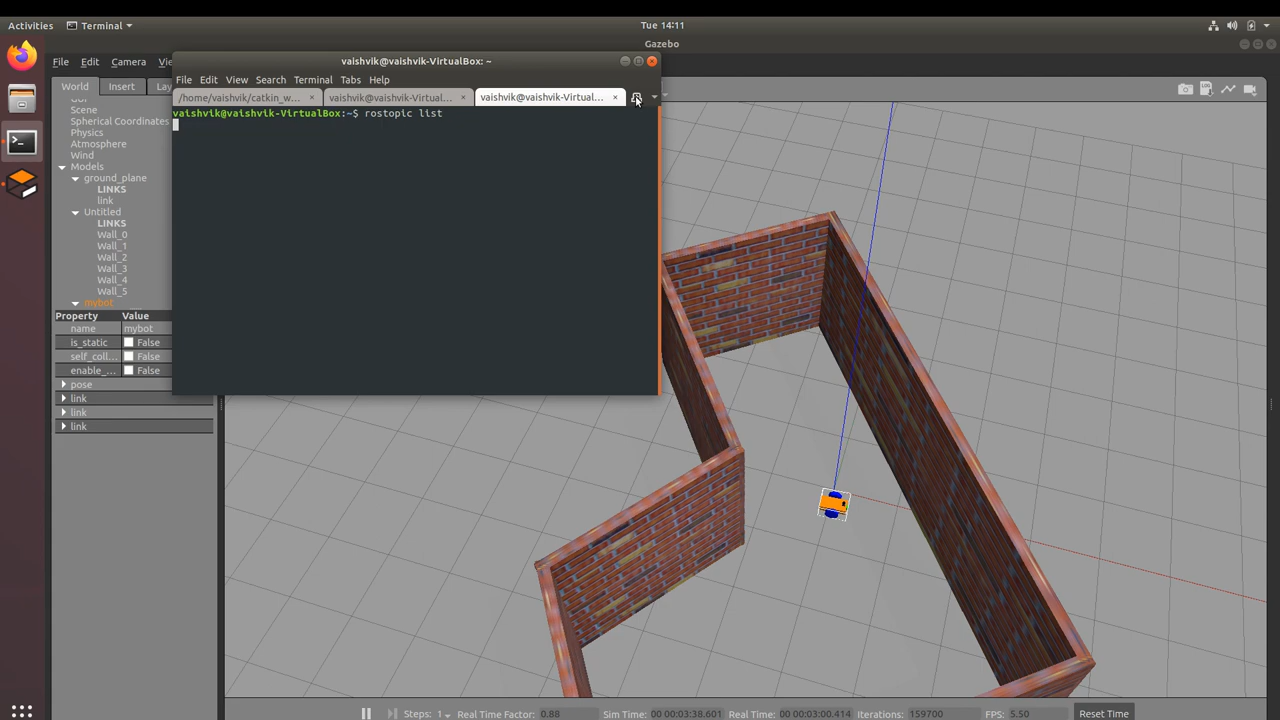 Activities Terminal Tue 14:11
Gazebo
File Edit Camera
World Insert
vaishvik@vaishvik-VirtualBox: ~
File Edit View Search Terminal Tabs Help
/home/vaishvik/catkin_w... × vaishvik@vaishvik-Virtual... × vaishvik@vaishvik-Virtual... ×
vaishvik@vaishvik-VirtualBox:~$ rostopic list
Scene
Spherical Coordinates
Physics
Atmosphere
Wind
Models
ground_plane
LINKS
link
Untitled
LINKS
Wall_0
Wall_1
Wall_2
Wall_3
Wall_4
Wall_5
mybot
Property Value
name mybot
is_static False
self_coll... False
enable_... False
pose
link
link
link
Steps: 1 Real Time Factor: 0.88 Sim Time: 00 00:03:38.601 Real Time: 00 00:03:00.414 Iterations: 159700 FPS: 5.50 Reset Time